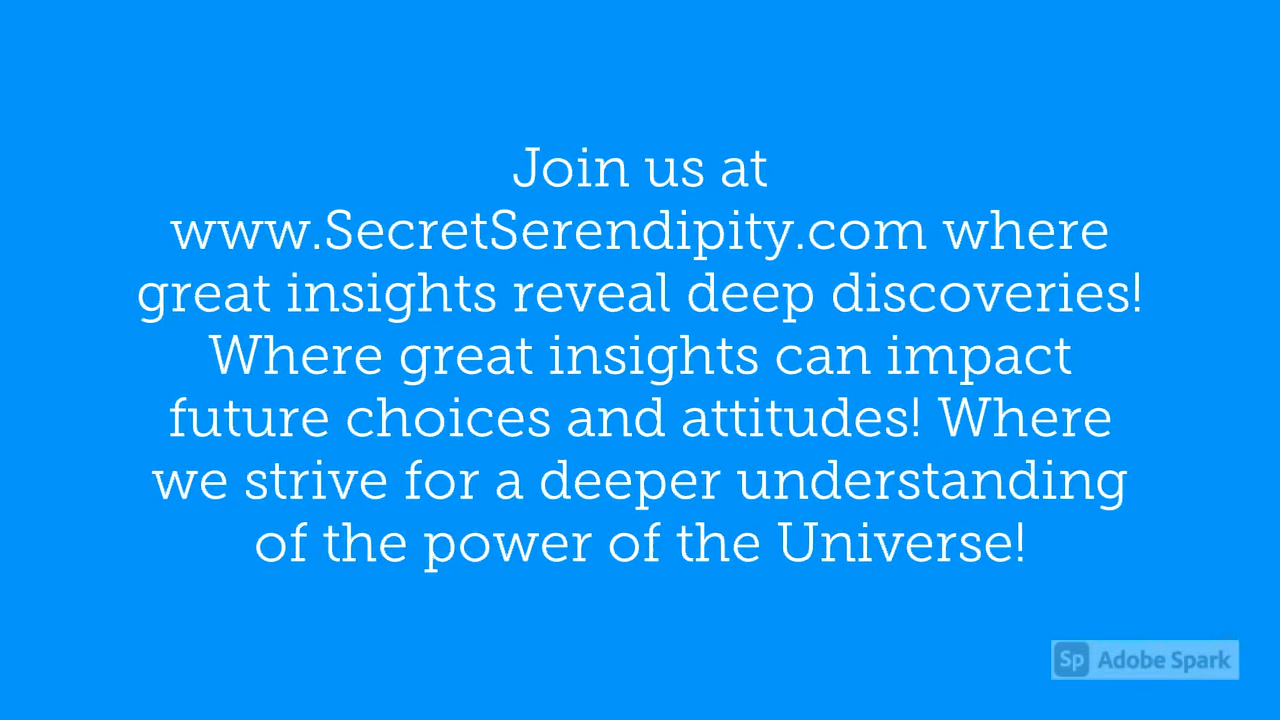 Join us at
www.SecretSerendipity.com where
great insights reveal deep discoveries!
Where great insights can impact
future choices and attitudes! Where
we strive for a deeper understanding
of the power of the Universe!
Sp Adobe Spark